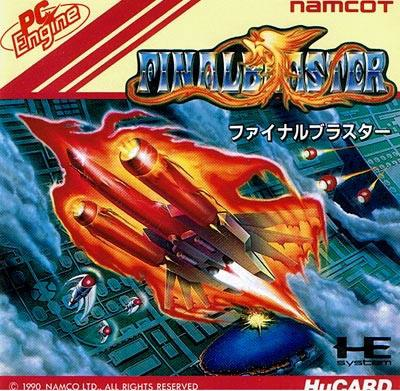 PC Engine
namcot
FINAL BLASTER
ファイナルブラスター
HE
system
© 1990 NAMCO LTD., ALL RIGHTS RESERVED
HuCARD